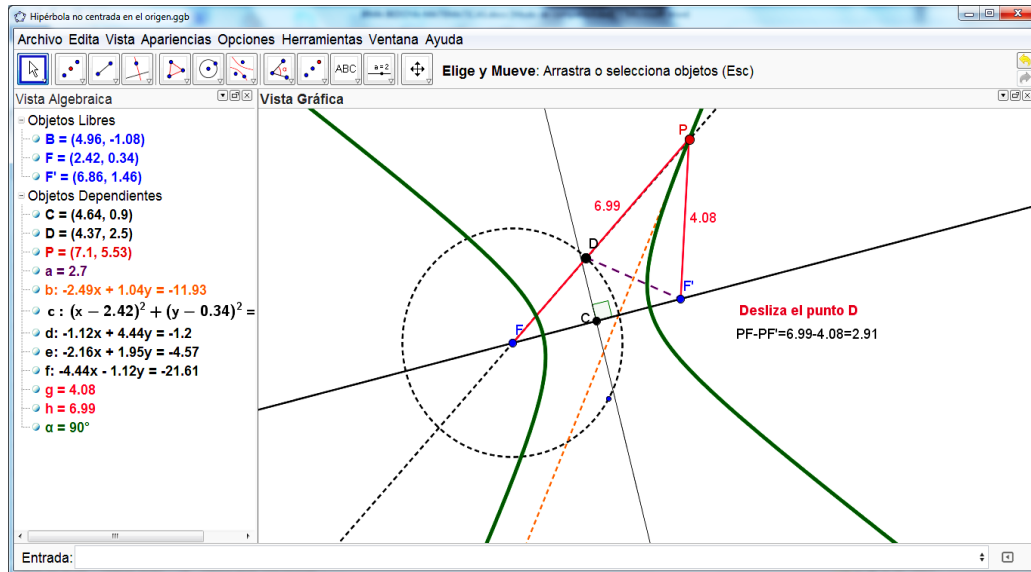 Hipérbola no centrada en el origen.ggb
Archivo Edita Vista Apariencias Opciones Herramientas Ventana Ayuda
ABC
a=2
Elige y Mueve: Arrastra o selecciona objetos (Esc)
Vista Algebraica
Vista Gráfica
Objetos Libres
B = (4.96, -1.08)
F = (2.42, 0.34)
F' = (6.86, 1.46)
Objetos Dependientes
C = (4.64, 0.9)
D = (4.37, 2.5)
P = (7.1, 5.53)
a = 2.7
b: -2.49x + 1.04y = -11.93
c : (x − 2.42)² + (y − 0.34)² =
d: -1.12x + 4.44y = -1.2
e: -2.16x + 1.95y = -4.57
f: -4.44x - 1.12y = -21.61
g = 4.08
h = 6.99
α = 90°
P
6.99
4.08
D
F'
C
F
Desliza el punto D
PF-PF'=6.99-4.08=2.91
Entrada: